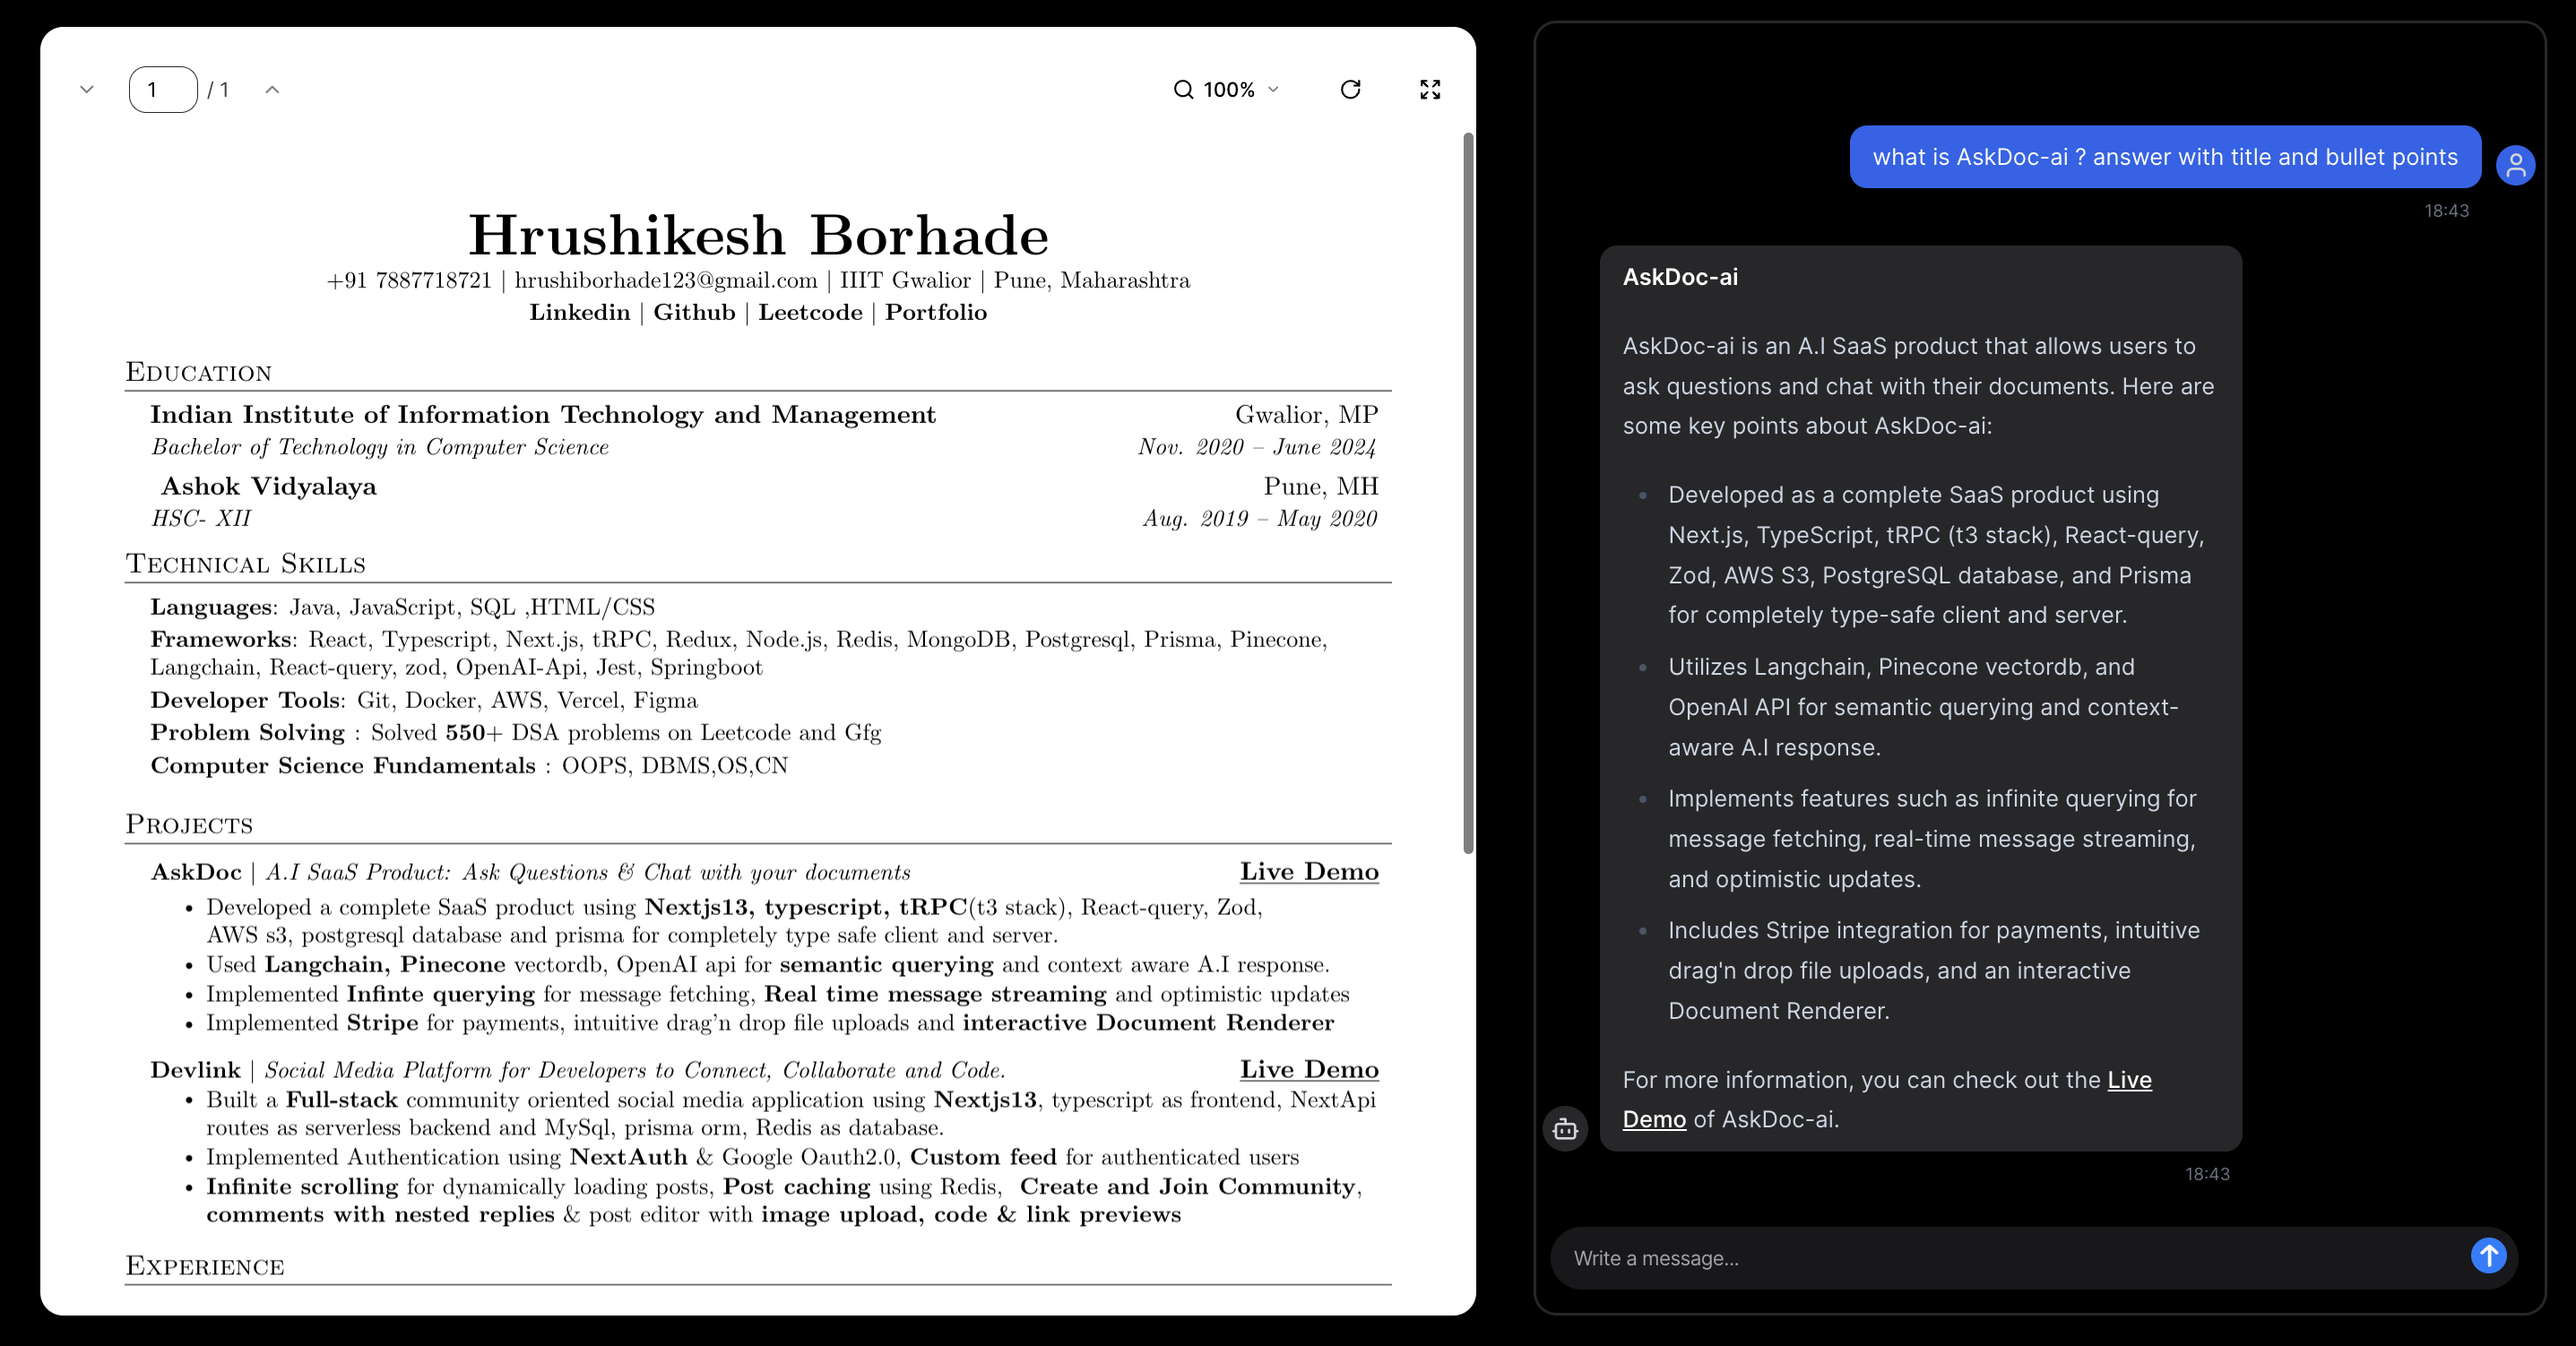 1 / 1
100%
Hrushikesh Borhade
+91 7887718721 | hrushiborhade123@gmail.com | IIIT Gwalior | Pune, Maharashtra
Linkedin | Github | Leetcode | Portfolio
Education
Indian Institute of Information Technology and Management Gwalior, MP
Bachelor of Technology in Computer Science Nov. 2020 – June 2024
Ashok Vidyalaya Pune, MH
HSC- XII Aug. 2019 – May 2020
Technical Skills
Languages: Java, JavaScript, SQL ,HTML/CSS
Frameworks: React, Typescript, Next.js, tRPC, Redux, Node.js, Redis, MongoDB, Postgresql, Prisma, Pinecone,
Langchain, React-query, zod, OpenAI-Api, Jest, Springboot
Developer Tools: Git, Docker, AWS, Vercel, Figma
Problem Solving : Solved 550+ DSA problems on Leetcode and Gfg
Computer Science Fundamentals : OOPS, DBMS,OS,CN
Projects
AskDoc | A.I SaaS Product: Ask Questions & Chat with your documents Live Demo
• Developed a complete SaaS product using Nextjs13, typescript, tRPC(t3 stack), React-query, Zod,
AWS s3, postgresql database and prisma for completely type safe client and server.
• Used Langchain, Pinecone vectordb, OpenAI api for semantic querying and context aware A.I response.
• Implemented Infinte querying for message fetching, Real time message streaming and optimistic updates
• Implemented Stripe for payments, intuitive drag'n drop file uploads and interactive Document Renderer
Devlink | Social Media Platform for Developers to Connect, Collaborate and Code. Live Demo
• Built a Full-stack community oriented social media application using Nextjs13, typescript as frontend, NextApi
routes as serverless backend and MySql, prisma orm, Redis as database.
• Implemented Authentication using NextAuth & Google Oauth2.0, Custom feed for authenticated users
• Infinite scrolling for dynamically loading posts, Post caching using Redis, Create and Join Community,
comments with nested replies & post editor with image upload, code & link previews
Experience
what is AskDoc-ai ? answer with title and bullet points
18:43
AskDoc-ai
AskDoc-ai is an A.I SaaS product that allows users to
ask questions and chat with their documents. Here are
some key points about AskDoc-ai:
• Developed as a complete SaaS product using
Next.js, TypeScript, tRPC (t3 stack), React-query,
Zod, AWS S3, PostgreSQL database, and Prisma
for completely type-safe client and server.
• Utilizes Langchain, Pinecone vectordb, and
OpenAI API for semantic querying and context-
aware A.I response.
• Implements features such as infinite querying for
message fetching, real-time message streaming,
and optimistic updates.
• Includes Stripe integration for payments, intuitive
drag'n drop file uploads, and an interactive
Document Renderer.
For more information, you can check out the Live
Demo of AskDoc-ai.
18:43
Write a message...